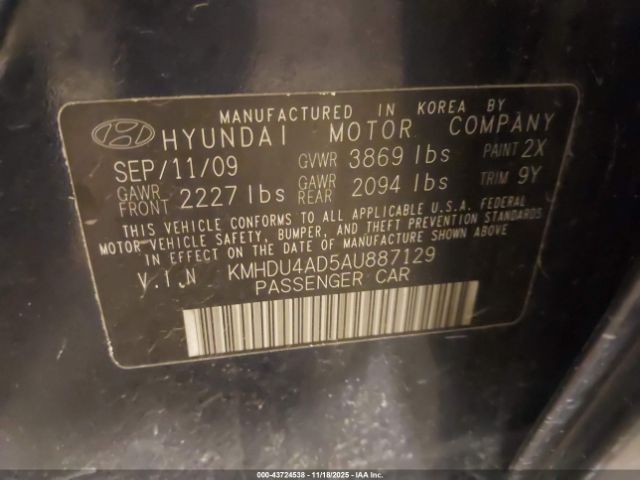 MANUFACTURED IN KOREA BY
HYUNDAI MOTOR COMPANY
SEP/11/09 GVWR 3869 lbs PAINT 2X
GAWR FRONT 2227 lbs GAWR REAR 2094 lbs TRIM 9Y
THIS VEHICLE CONFORMS TO ALL APPLICABLE U.S.A. FEDERAL
MOTOR VEHICLE SAFETY, BUMPER, AND THEFT PREVENTION STANDARDS
IN EFFECT ON THE DATE OF MANUFACTURE SHOWN ABOVE.
V.I.N KMHDU4AD5AU887129
PASSENGER CAR
000-43724538 - 11/18/2025 - IAA Inc.